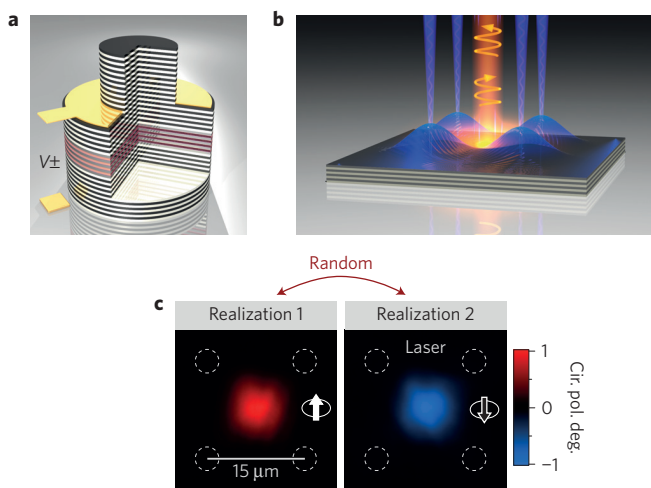 a
b
V±
Random
c
Realization 1
Realization 2
Laser
15 μm
1
0
−1
Cir. pol. deg.